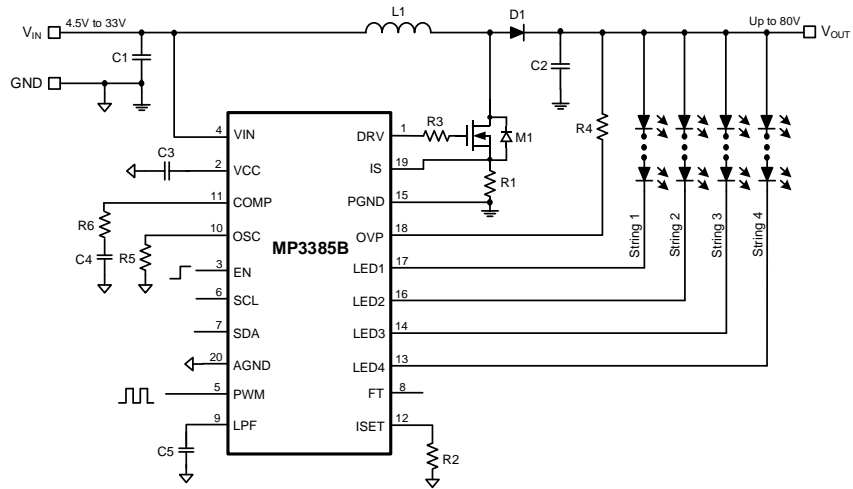 L1
D1
VIN
4.5V to 33V
Up to 80V
VOUT
C1
C2
GND
R3
M1
R4
4
VIN
DRV
1
C3
2
VCC
IS
19
R1
11
COMP
PGND
15
R6
10
OSC
OVP
18
C4
R5
MP3385B
3
EN
LED1
17
6
SCL
LED2
16
7
SDA
LED3
14
20
AGND
LED4
13
5
PWM
FT
8
9
LPF
ISET
12
C5
R2
String 1
String 2
String 3
String 4